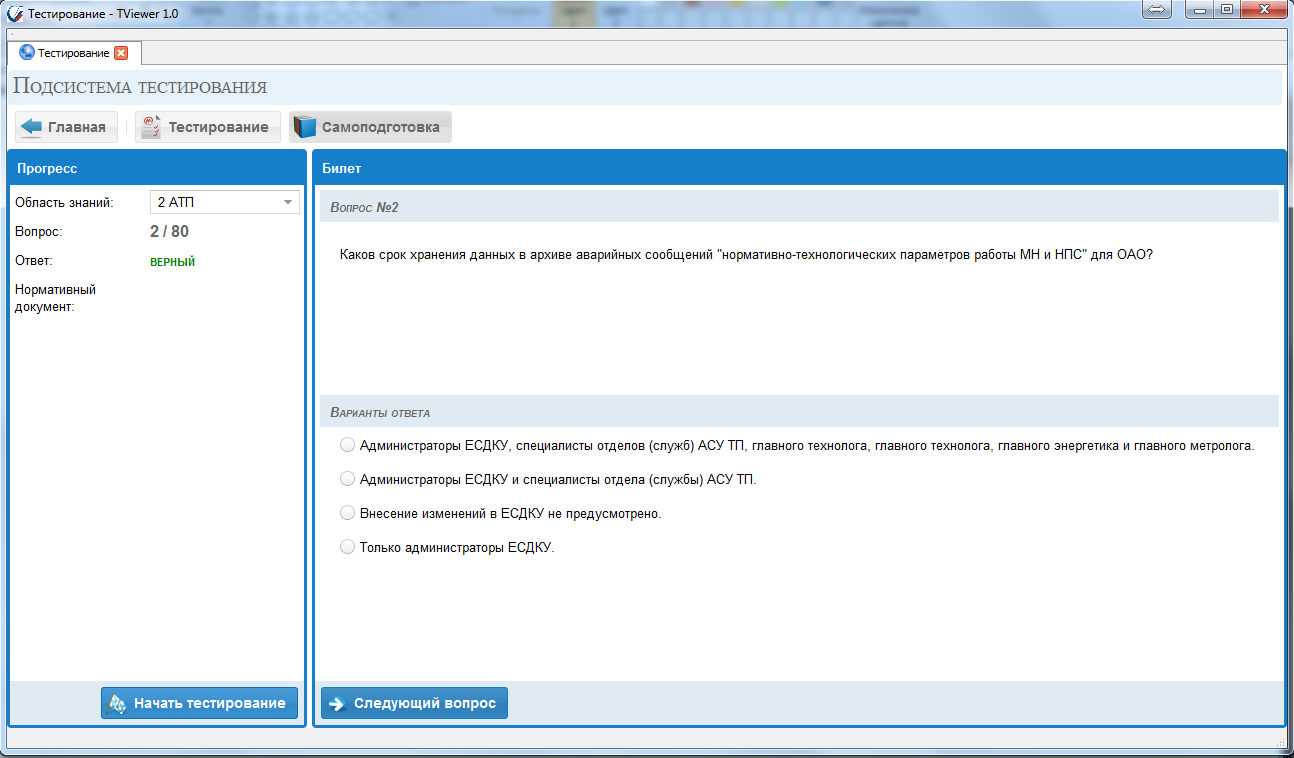 Тестирование - TViewer 1.0
Тестирование
Подсистема тестирования
Главная
Тестирование
Самоподготовка
Прогресс
Область знаний:
2 АТП
Вопрос:
2 / 80
Ответ:
ВЕРНЫЙ
Нормативный
документ:
Начать тестирование
Билет
Вопрос №2
Каков срок хранения данных в архиве аварийных сообщений "нормативно-технологических параметров работы МН и НПС" для ОАО?
Варианты ответа
Администраторы ЕСДКУ, специалисты отделов (служб) АСУ ТП, главного технолога, главного технолога, главного энергетика и главного метролога.
Администраторы ЕСДКУ и специалисты отдела (службы) АСУ ТП.
Внесение изменений в ЕСДКУ не предусмотрено.
Только администраторы ЕСДКУ.
Следующий вопрос